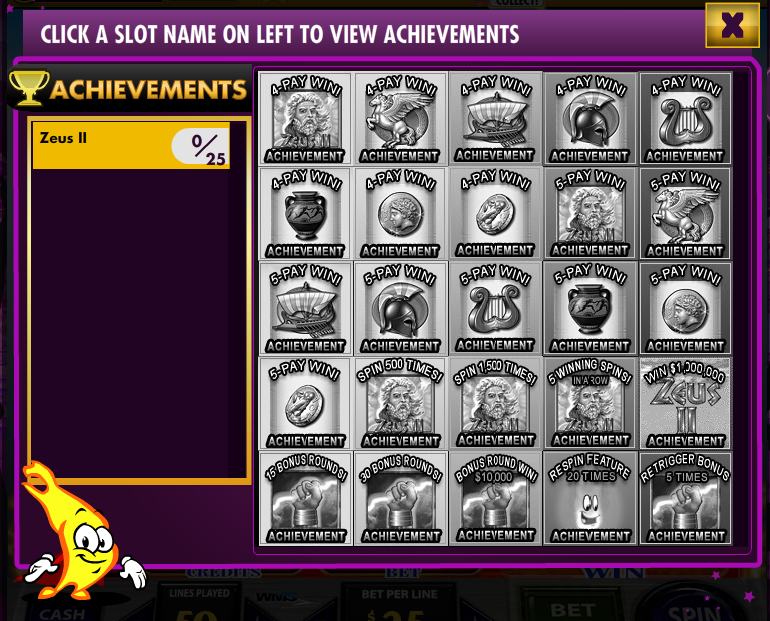 COLLECT
CLICK A SLOT NAME ON LEFT TO VIEW ACHIEVEMENTS
X
ACHIEVEMENTS
Zeus II
0/25
4-PAY WIN! 4-PAY WIN! 4-PAY WIN! 4-PAY WIN! 4-PAY WIN!
ACHIEVEMENT ACHIEVEMENT ACHIEVEMENT ACHIEVEMENT ACHIEVEMENT
4-PAY WIN! 4-PAY WIN! 4-PAY WIN! 5-PAY WIN! 5-PAY WIN!
ACHIEVEMENT ACHIEVEMENT ACHIEVEMENT ACHIEVEMENT ACHIEVEMENT
5-PAY WIN! 5-PAY WIN! 5-PAY WIN! 5-PAY WIN! 5-PAY WIN!
ACHIEVEMENT ACHIEVEMENT ACHIEVEMENT ACHIEVEMENT ACHIEVEMENT
5-PAY WIN! SPIN 500 TIMES! SPIN 1,500 TIMES! 5 WINNING SPINS! WIN $1,000,000
IN A ROW
ZEUS
II
ACHIEVEMENT ACHIEVEMENT ACHIEVEMENT ACHIEVEMENT ACHIEVEMENT
15 BONUS ROUNDS! 30 BONUS ROUNDS! BONUS ROUND WIN! RESPIN FEATURE RETRIGGER BONUS
$10,000 20 TIMES 5 TIMES
ACHIEVEMENT ACHIEVEMENT ACHIEVEMENT ACHIEVEMENT ACHIEVEMENT
CREDITS BET WIN
LINES PLAYED WMS BET PER LINE
CASH BET SPIN